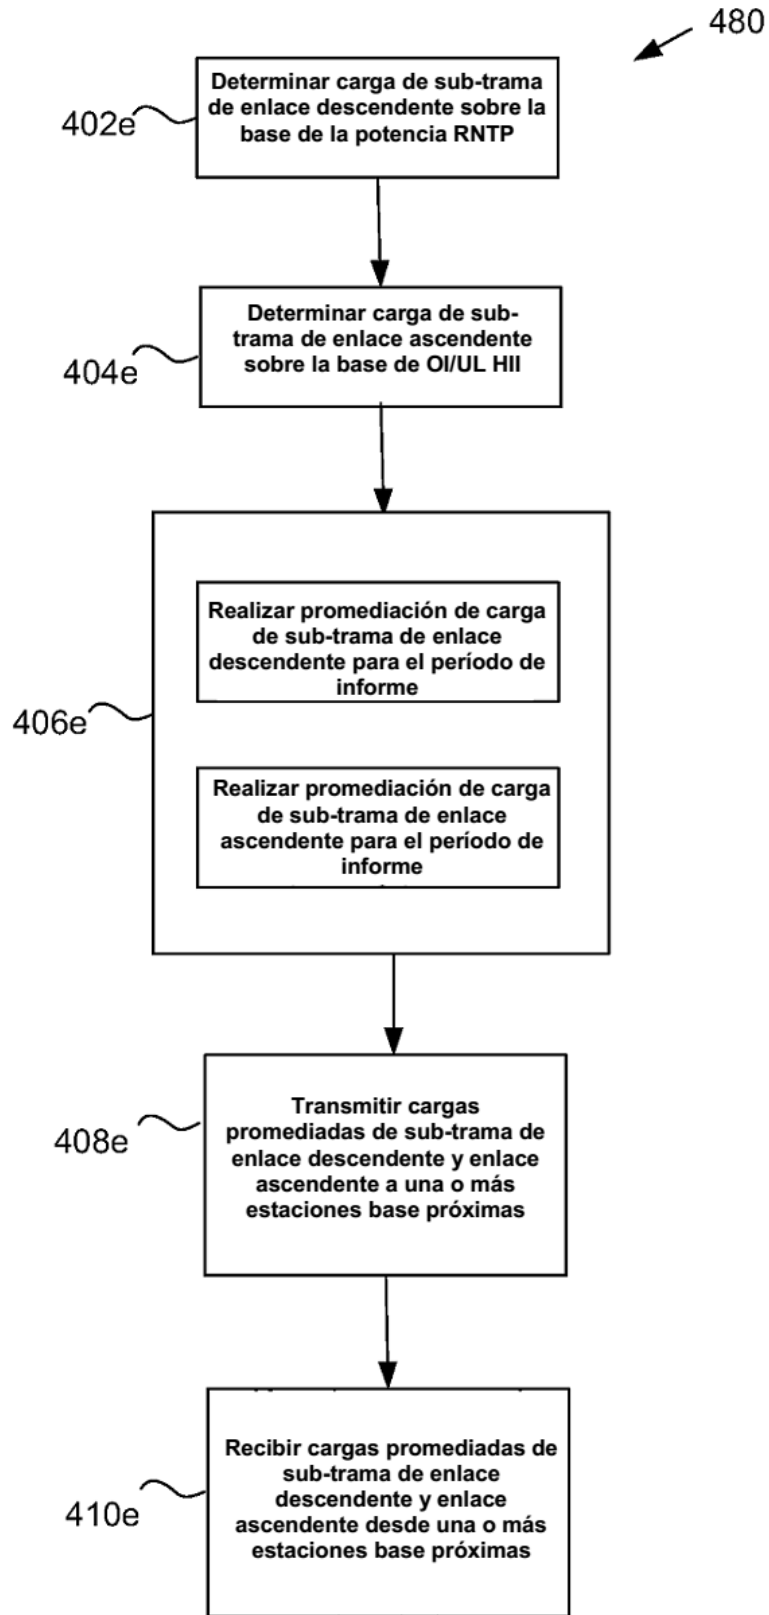 480
Determinar carga de sub-trama
de enlace descendente sobre la
base de la potencia RNTP
402e
Determinar carga de sub-
trama de enlace ascendente
sobre la base de OI/UL HII
404e
Realizar promediación de carga
de sub-trama de enlace
descendente para el período de
informe
406e
Realizar promediación de carga
de sub-trama de enlace
ascendente para el período de
informe
Transmitir cargas
promediadas de sub-trama de
enlace descendente y enlace
ascendente a una o más
estaciones base próximas
408e
Recibir cargas promediadas de
sub-trama de enlace
descendente y enlace
ascendente desde una o más
estaciones base próximas
410e